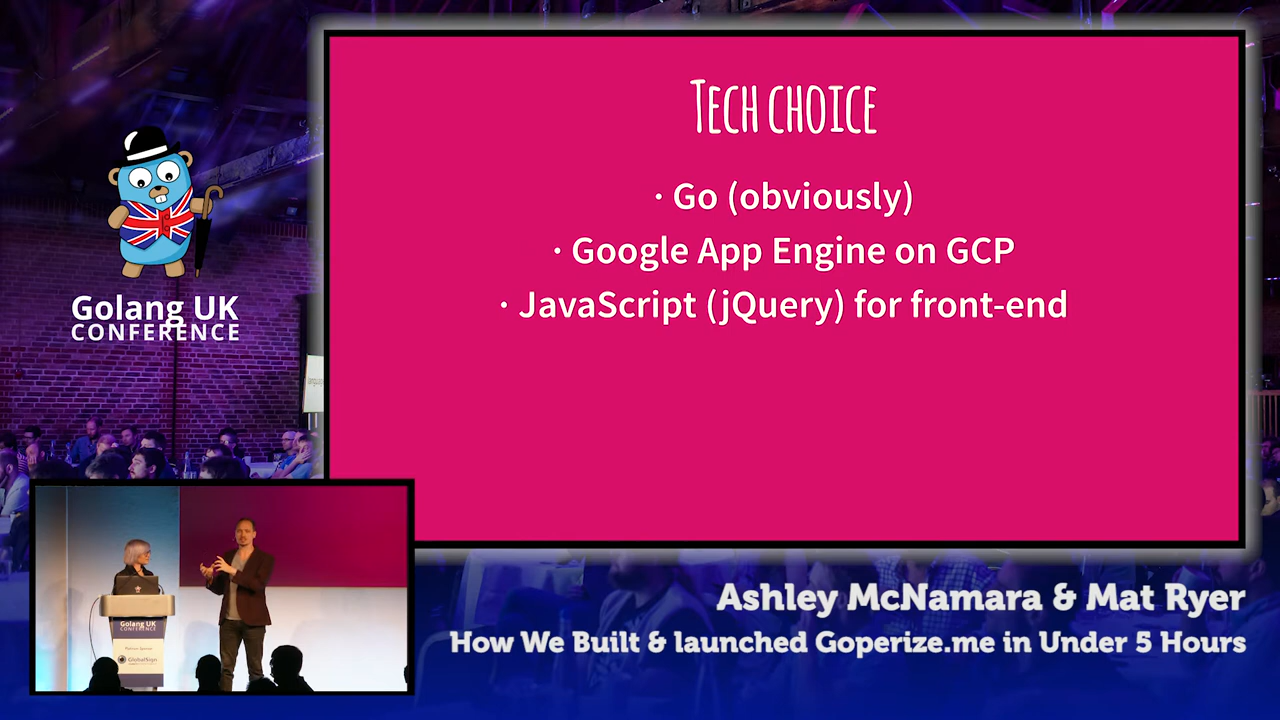 Tech choice
· Go (obviously)
· Google App Engine on GCP
· JavaScript (jQuery) for front-end
Golang UK
CONFERENCE
Golang UK
CONFERENCE
GlobalSign
Ashley McNamara & Mat Ryer
How We Built & launched Goperize.me in Under 5 Hours